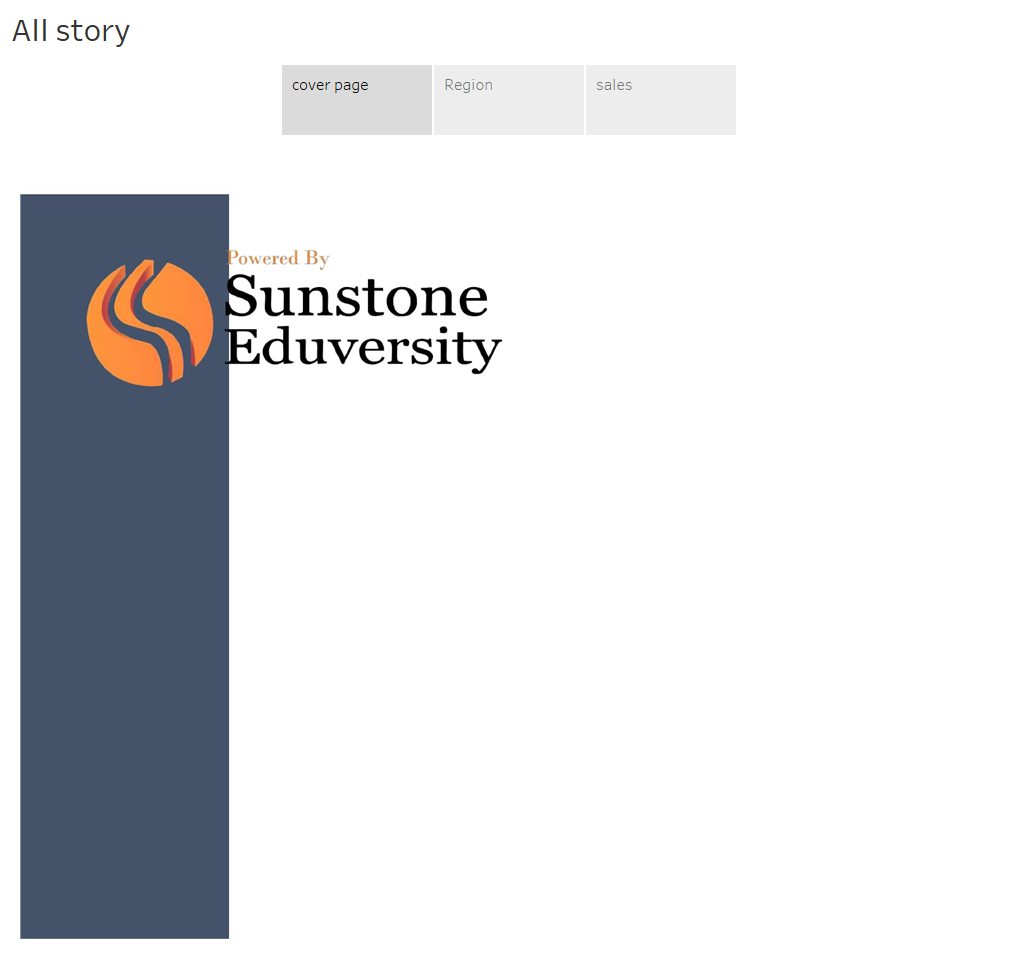 All story
cover page
Region
sales
Powered By
Sunstone
Eduversity